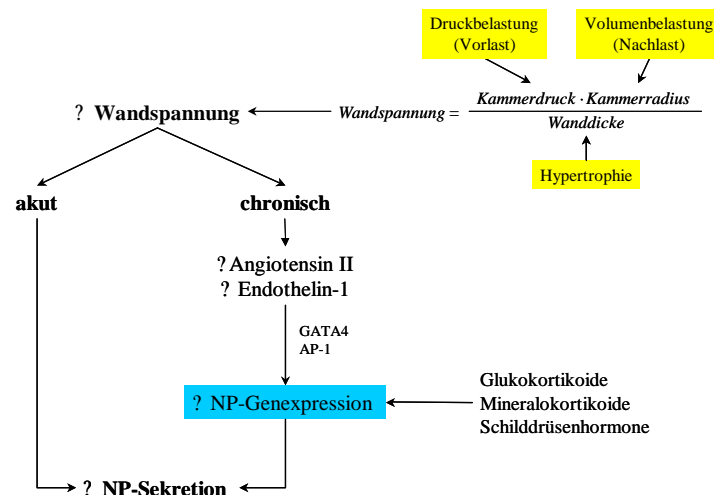 Druckbelastung
(Vorlast)
Volumenbelastung
(Nachlast)
? Wandspannung
Wandspannung =
Kammerdruck · Kammerradius
Wanddicke
Hypertrophie
akut
chronisch
? Angiotensin II
? Endothelin-1
GATA4
AP-1
? NP-Genexpression
Glukokortikoide
Mineralokortikoide
Schilddrüsenhormone
? NP-Sekretion